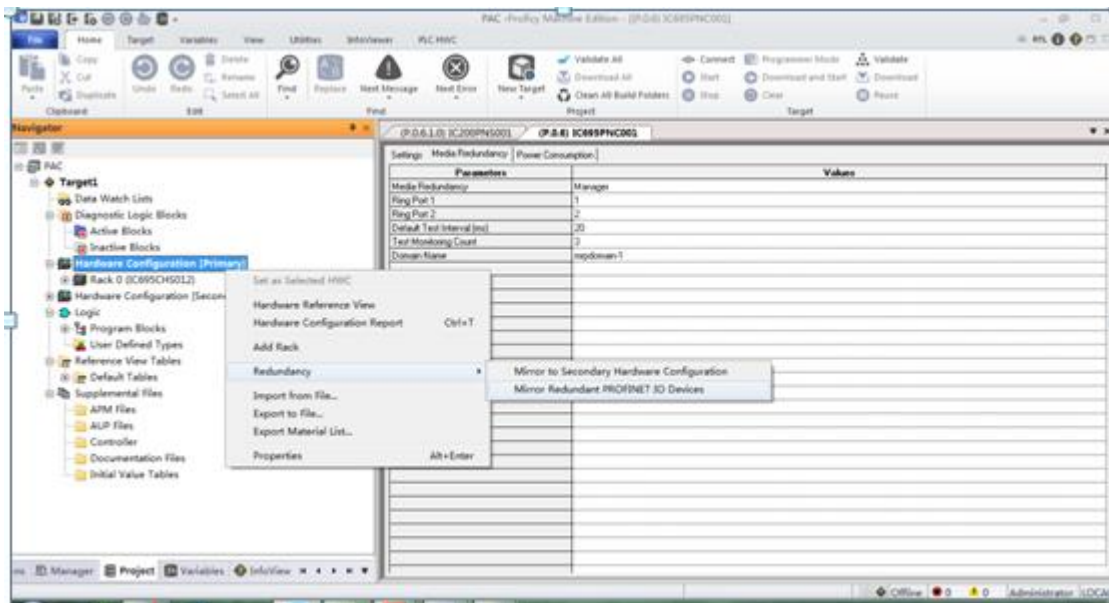 PAC - Proficy Machine Edition - [(P.0.6) IC695PNC001]
File Home Target Variables View Utilities InfoViewer PLC HWC
Paste
Copy
Cut
Duplicate
Clipboard
Undo Redo
Delete
Rename
Select All
Edit
Find Replace Next Message Next Error
Find
New Target
Validate All
Download All
Clean All Build Folders
Project
Connect Programmer Mode Validate
Start Download and Start Download
Stop Clear Pause
Target
Navigator
PAC
Target1
Data Watch Lists
Diagnostic Logic Blocks
Active Blocks
Inactive Blocks
Hardware Configuration [Primary]
Rack 0 (IC695CHS012)
Hardware Configuration [Secon
Logic
Program Blocks
User Defined Types
Reference View Tables
Default Tables
Supplemental Files
APM Files
AUP Files
Controller
Documentation Files
Initial Value Tables
Set as Selected HWC
Hardware Reference View
Hardware Configuration Report Ctrl+T
Add Rack
Redundancy
Import from File...
Export to File...
Export Material List...
Properties Alt+Enter
Mirror to Secondary Hardware Configuration
Mirror Redundant PROFINET IO Devices
(P.0.6.1.0) IC200PNS001 (P.0.6) IC695PNC001
Settings Media Redundancy Power Consumption
Parameters Values
Media Redundancy Manager
Ring Port 1 1
Ring Port 2 2
Default Test Interval (ms) 20
Test Monitoring Count 3
Domain Name mrpdomain-1
Manager Project Variables InfoView
Offline 0 0 Administrator LOCA